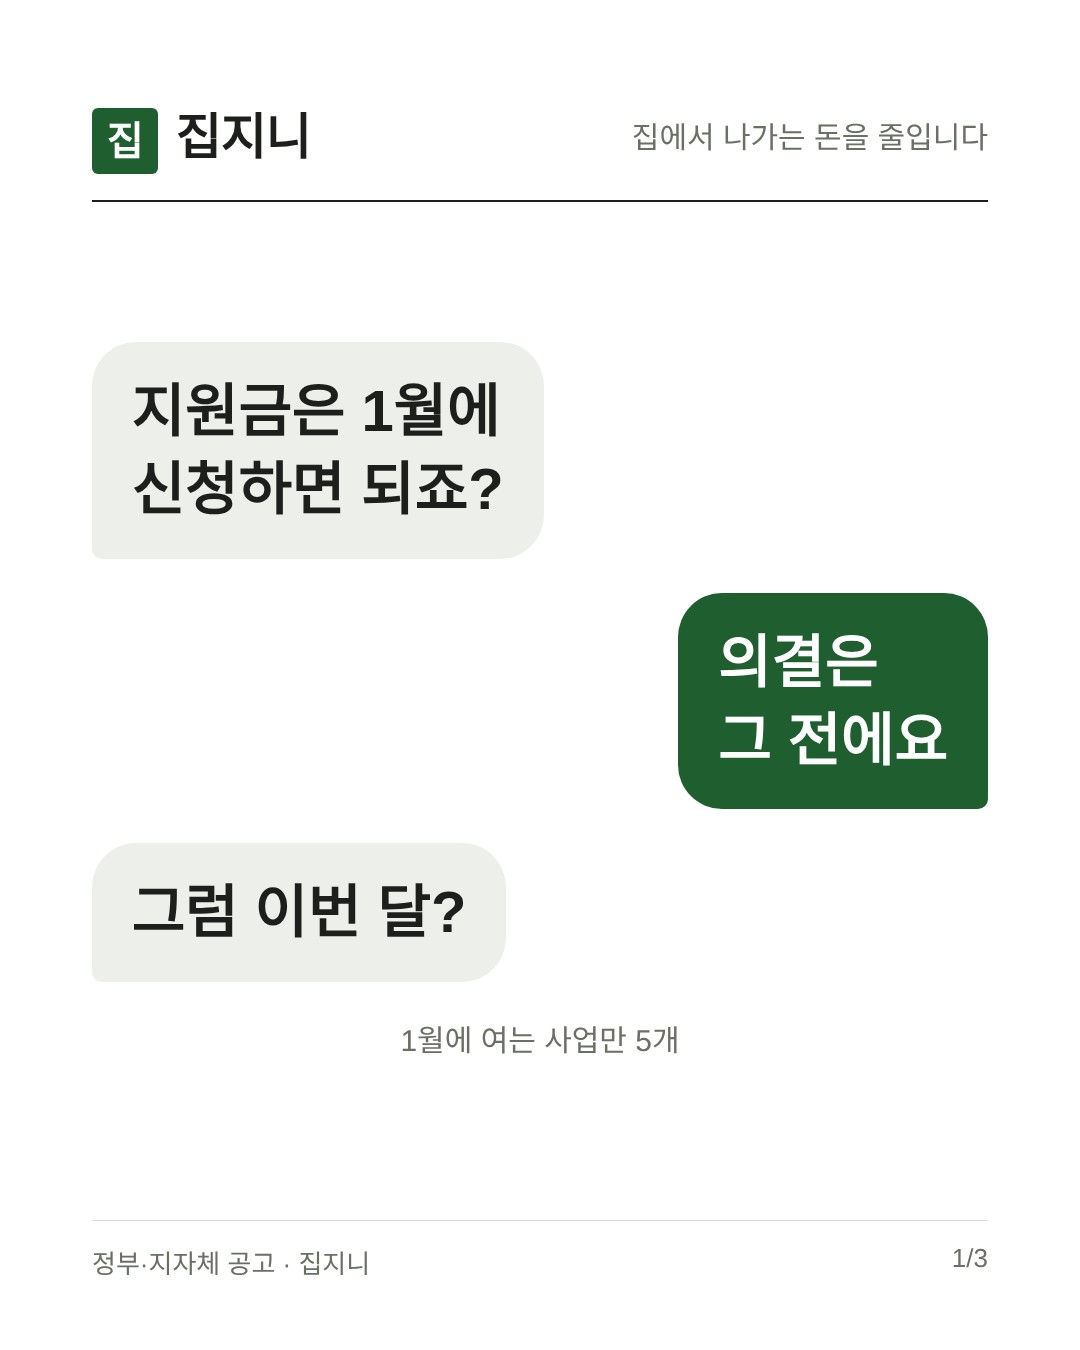 집 집지니
집에서 나가는 돈을 줄입니다
지원금은 1월에
신청하면 되죠?
의결은
그 전에요
그럼 이번 달?
1월에 여는 사업만 5개
정부·지자체 공고 · 집지니
1/3